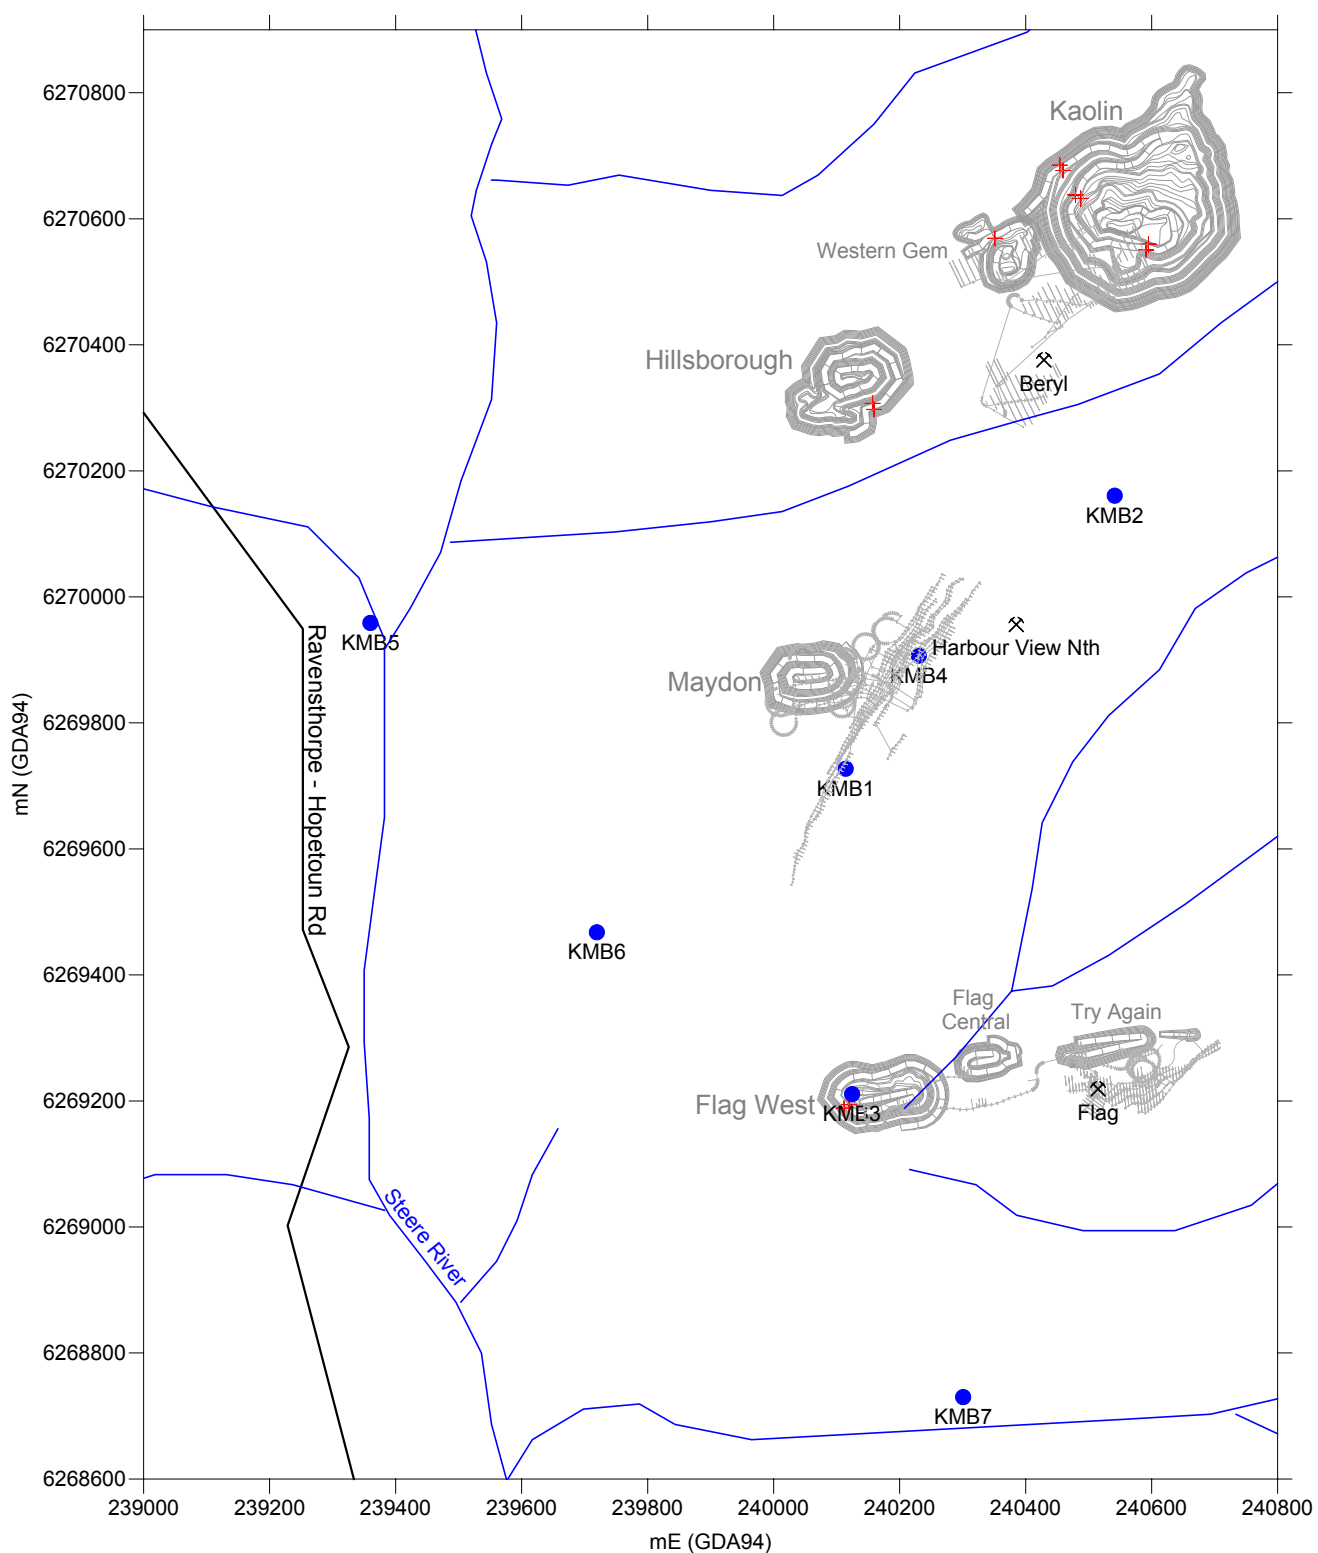 6270800
Kaolin
6270600
Western Gem
6270400
Hillsborough
Beryl
6270200
KMB2
6270000
KMB5
Harbour View Nth
KMB4
Maydon
Ravensthorpe - Hopetoun Rd
6269800
mN (GDA94)
KMB1
6269600
KMB6
6269400
Flag
Central
Try Again
6269200
Flag West
KMB3
Flag
6269000
Steere River
6268800
KMB7
6268600
239000
239200
239400
239600
239800
240000
240200
240400
240600
240800
mE (GDA94)